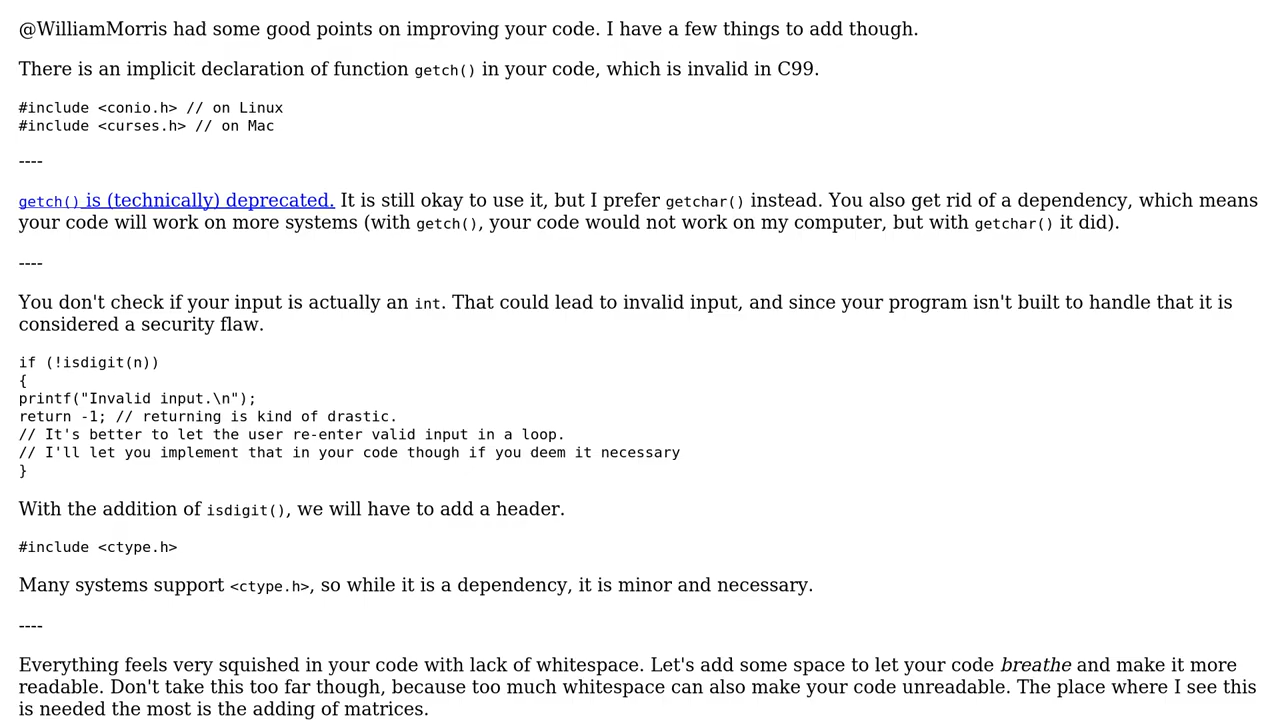 @WilliamMorris had some good points on improving your code. I have a few things to add though.
There is an implicit declaration of function getch() in your code, which is invalid in C99.
#include <conio.h> // on Linux
#include <curses.h> // on Mac
----
getch() is (technically) deprecated. It is still okay to use it, but I prefer getchar() instead. You also get rid of a dependency, which means
your code will work on more systems (with getch(), your code would not work on my computer, but with getchar() it did).
----
You don't check if your input is actually an int. That could lead to invalid input, and since your program isn't built to handle that it is
considered a security flaw.
if (!isdigit(n))
{
printf("Invalid input.\n");
return -1; // returning is kind of drastic.
// It's better to let the user re-enter valid input in a loop.
// I'll let you implement that in your code though if you deem it necessary
}
With the addition of isdigit(), we will have to add a header.
#include <ctype.h>
Many systems support <ctype.h>, so while it is a dependency, it is minor and necessary.
----
Everything feels very squished in your code with lack of whitespace. Let's add some space to let your code breathe and make it more
readable. Don't take this too far though, because too much whitespace can also make your code unreadable. The place where I see this
is needed the most is the adding of matrices.